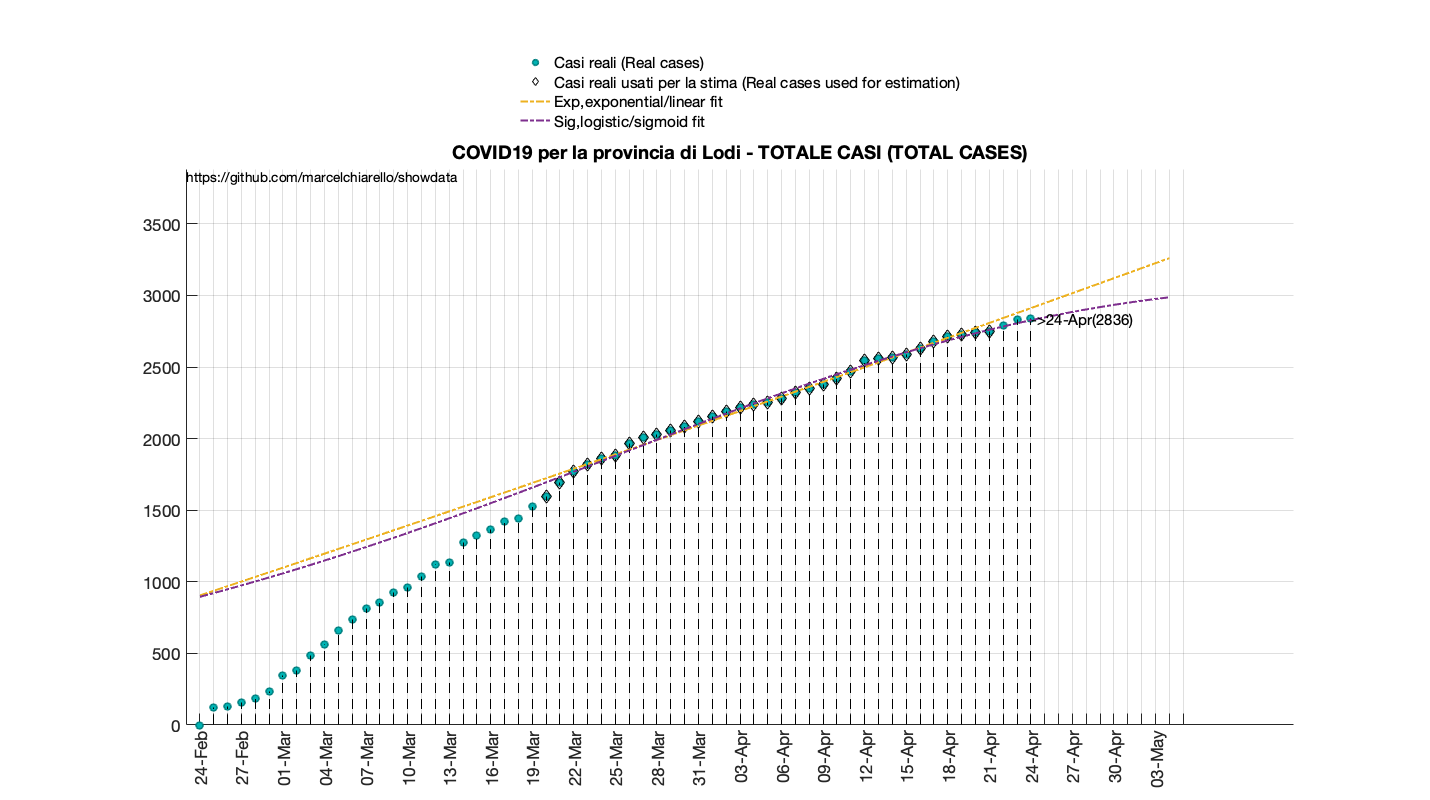 Casi reali (Real cases)
Casi reali usati per la stima (Real cases used for estimation)
Exp,exponential/linear fit
Sig,logistic/sigmoid fit
COVID19 per la provincia di Lodi - TOTALE CASI (TOTAL CASES)
https://github.com/marcelchiarello/showdata
3500
3000
2500
2000
1500
1000
500
0
->24-Apr(2836)
24-Feb
27-Feb
01-Mar
04-Mar
07-Mar
10-Mar
13-Mar
16-Mar
19-Mar
22-Mar
25-Mar
28-Mar
31-Mar
03-Apr
06-Apr
09-Apr
12-Apr
15-Apr
18-Apr
21-Apr
24-Apr
27-Apr
30-Apr
03-May